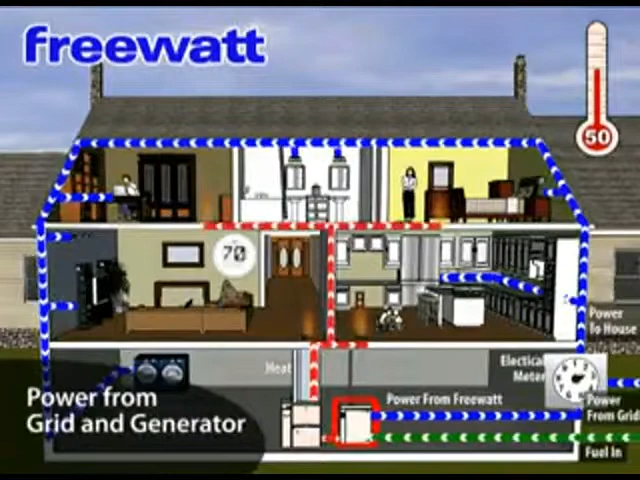 freewatt
50
70
Power
To House
Heat
Electrical
Meter
Power From Freewatt
Power
From Grid
Fuel In
Power from
Grid and Generator